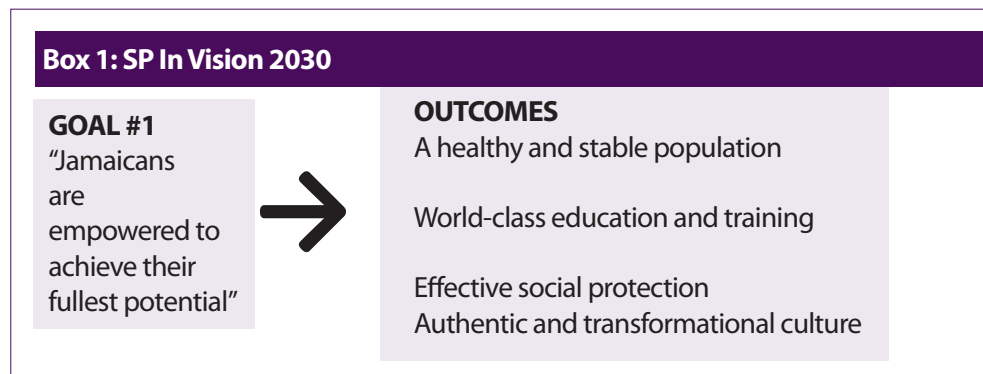 Box 1: SP In Vision 2030
GOAL #1
“Jamaicans
are
empowered to
achieve their
fullest potential”
OUTCOMES
A healthy and stable population
World-class education and training
Effective social protection
Authentic and transformational culture